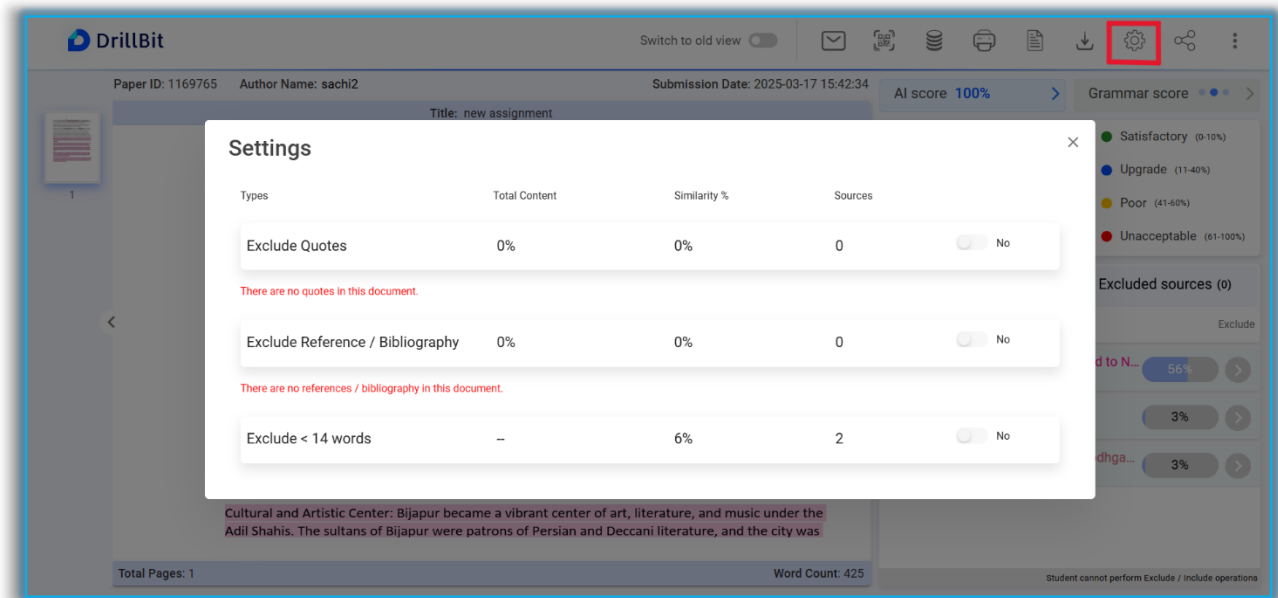 DrillBit
Switch to old view
Paper ID: 1169765 Author Name: sachi2 Submission Date: 2025-03-17 15:42:34
AI score 100%
Grammar score
Title: new assignment
1
Satisfactory (0-10%)
Upgrade (11-40%)
Poor (41-60%)
Unacceptable (61-100%)
Excluded sources (0)
Exclude
d to N... 56%
3%
odhga... 3%
Settings
Types Total Content Similarity % Sources
Exclude Quotes 0% 0% 0 No
There are no quotes in this document.
Exclude Reference / Bibliography 0% 0% 0 No
There are no references / bibliography in this document.
Exclude < 14 words -- 6% 2 No
Cultural and Artistic Center: Bijapur became a vibrant center of art, literature, and music under the
Adil Shahis. The sultans of Bijapur were patrons of Persian and Deccani literature, and the city was
Total Pages: 1 Word Count: 425
Student cannot perform Exclude / Include operations